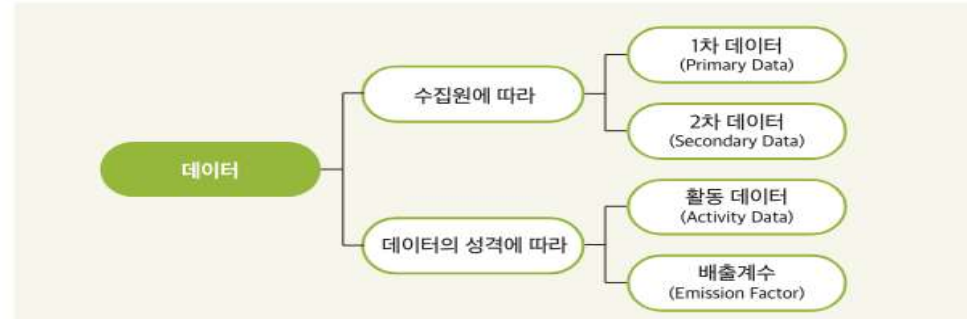 데이터
수집원에 따라
1차 데이터
(Primary Data)
2차 데이터
(Secondary Data)
데이터의 성격에 따라
활동 데이터
(Activity Data)
배출계수
(Emission Factor)